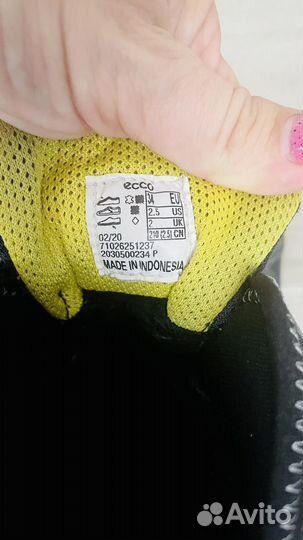 ecco
34 EU
2.5 US
2 UK
210 (2.5) CN
02/20
71026251237
2030500234 P
MADE IN INDONESIA
Avito